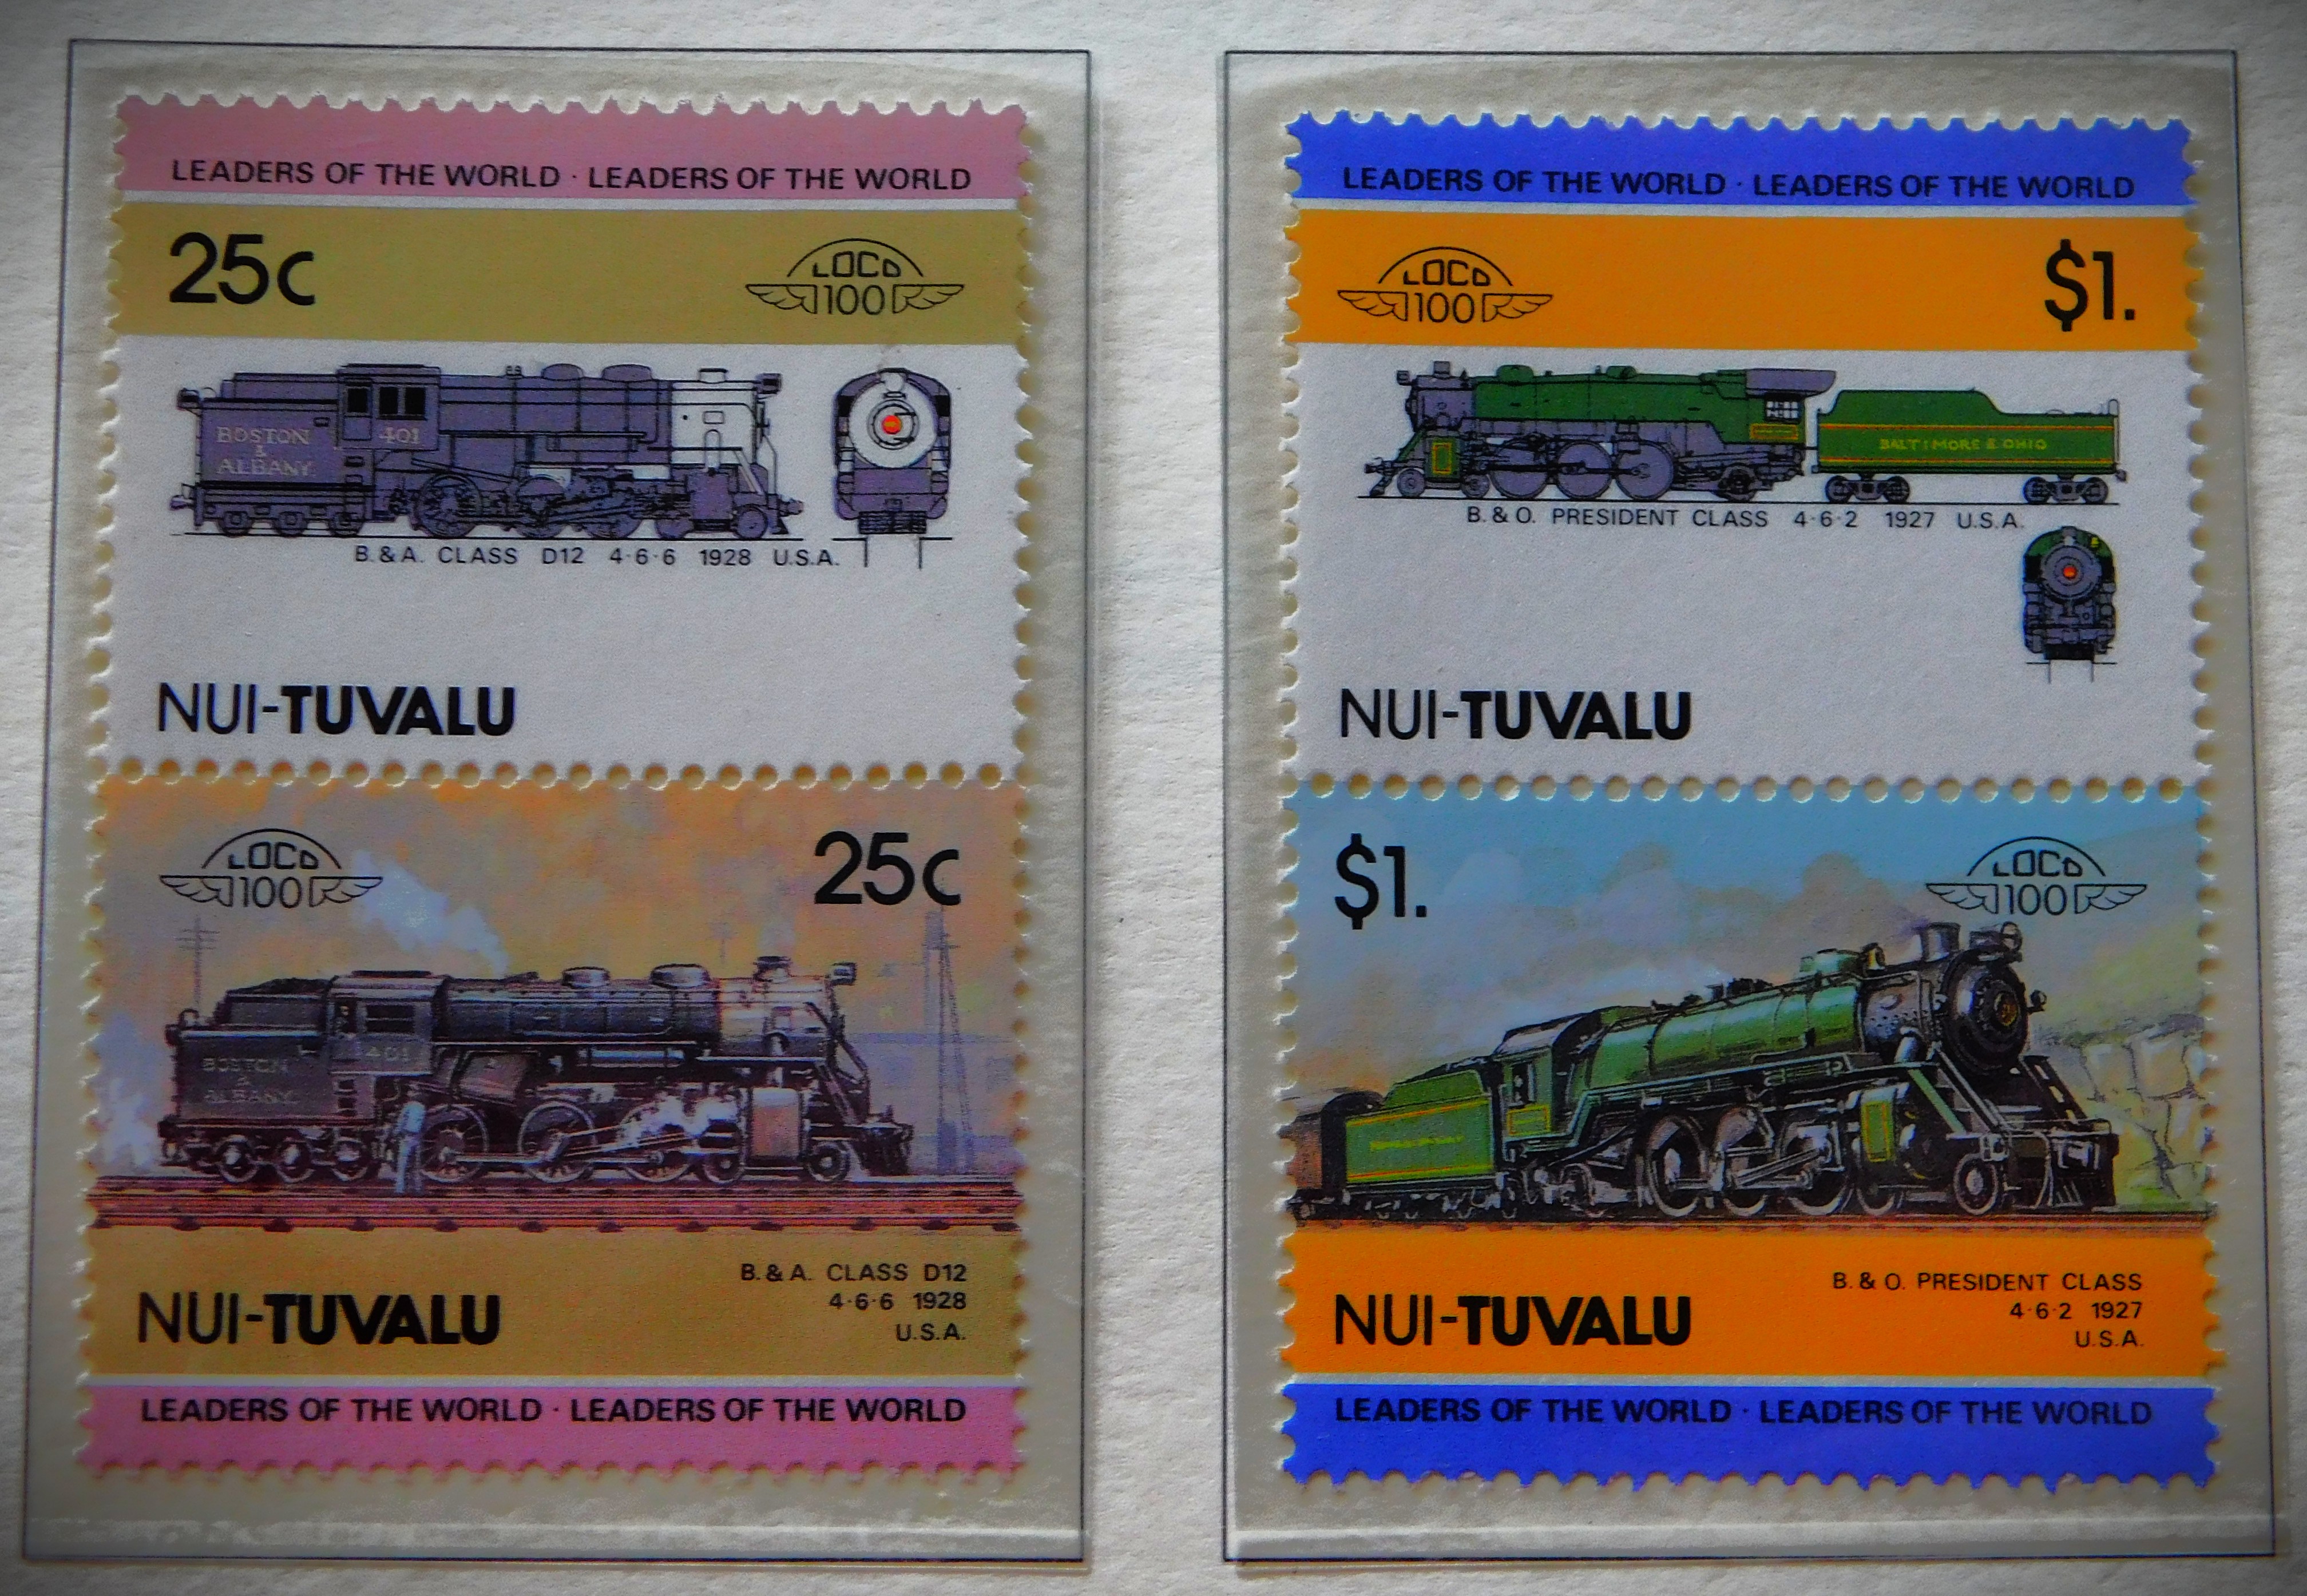 LEADERS OF THE WORLD · LEADERS OF THE WORLD
25c
LOCO
100
BOSTON
&
ALBANY
401
B. & A. CLASS D12 4·6·6 1928 U.S.A.
NUI-TUVALU
LOCO
100
25c
BOSTON
&
ALBANY
401
NUI-TUVALU
B. & A. CLASS D12
4·6·6 1928
U.S.A.
LEADERS OF THE WORLD · LEADERS OF THE WORLD
LEADERS OF THE WORLD · LEADERS OF THE WORLD
LOCO
100
$1.
BALTIMORE & OHIO
B. & O. PRESIDENT CLASS 4·6·2 1927 U.S.A.
NUI-TUVALU
$1.
LOCO
100
NUI-TUVALU
B. & O. PRESIDENT CLASS
4·6·2 1927
U.S.A.
LEADERS OF THE WORLD · LEADERS OF THE WORLD